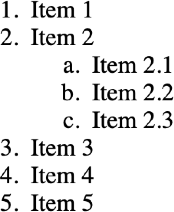 1. Item 1
2. Item 2
a. Item 2.1
b. Item 2.2
c. Item 2.3
3. Item 3
4. Item 4
5. Item 5